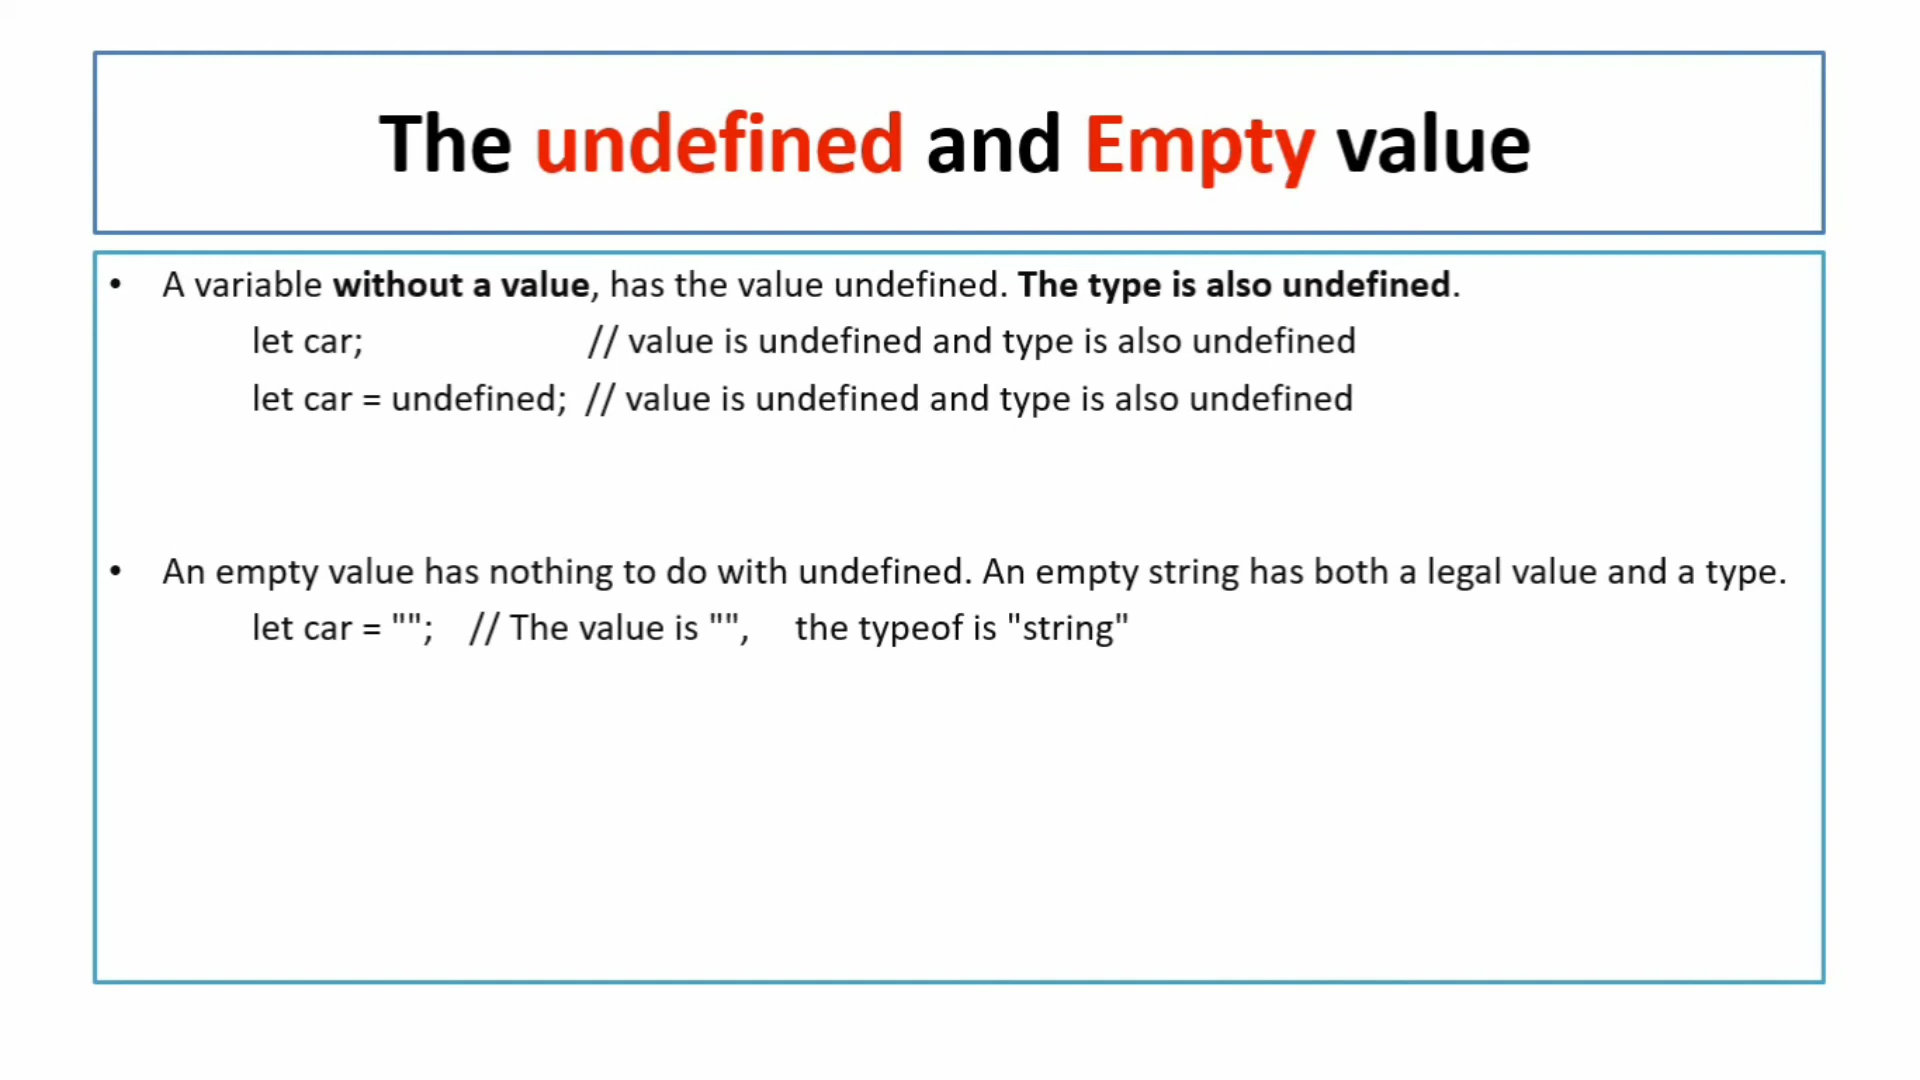 The undefined and Empty value
• A variable without a value, has the value undefined. The type is also undefined.
let car; // value is undefined and type is also undefined
let car = undefined; // value is undefined and type is also undefined
• An empty value has nothing to do with undefined. An empty string has both a legal value and a type.
let car = ""; // The value is "", the typeof is "string"